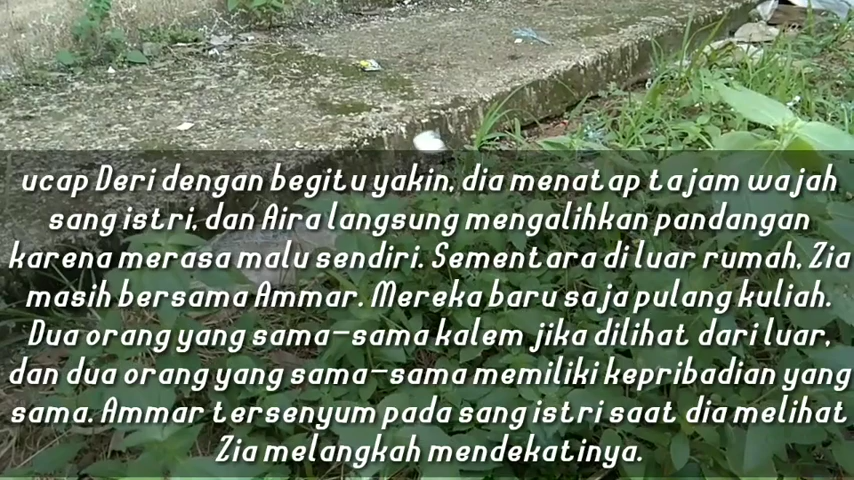 ucap Deri dengan begitu yakin, dia menatap tajam wajah
sang istri, dan Aira langsung mengalihkan pandangan
karena merasa malu sendiri. Sementara di luar rumah, Zia
masih bersama Ammar. Mereka baru saja pulang kuliah.
Dua orang yang sama-sama kalem jika dilihat dari luar,
dan dua orang yang sama-sama memiliki kepribadian yang
sama. Ammar tersenyum pada sang istri saat dia melihat
Zia melangkah mendekatinya.